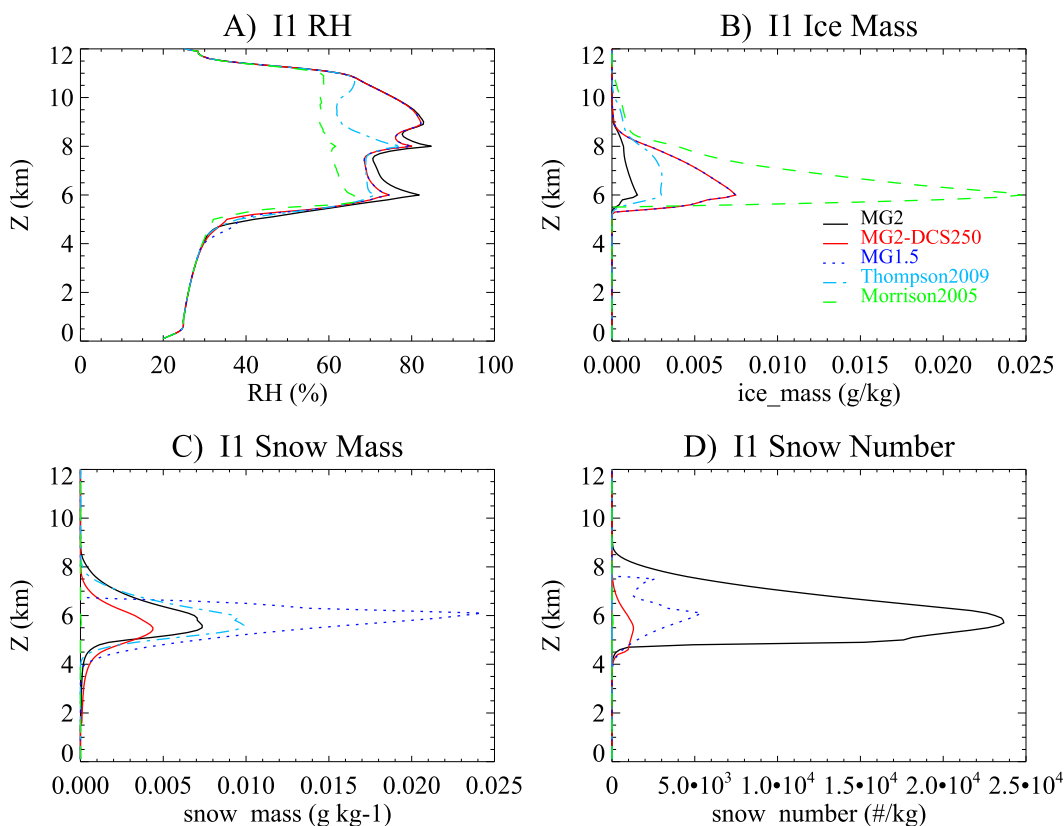 A) I1 RH
B) I1 Ice Mass
12
10
8
6
4
2
0
Z (km)
0 20 40 60 80 100
RH (%)
12
10
8
6
4
2
0
Z (km)
MG2
MG2-DCS250
MG1.5
Thompson2009
Morrison2005
0.000 0.005 0.010 0.015 0.020 0.025
ice_mass (g/kg)
C) I1 Snow Mass
D) I1 Snow Number
12
10
8
6
4
2
0
Z (km)
0.000 0.005 0.010 0.015 0.020 0.025
snow mass (g kg-1)
12
10
8
6
4
2
0
Z (km)
0 5.0•10³ 1.0•10⁴ 1.5•10⁴ 2.0•10⁴ 2.5•10⁴
snow_number (#/kg)